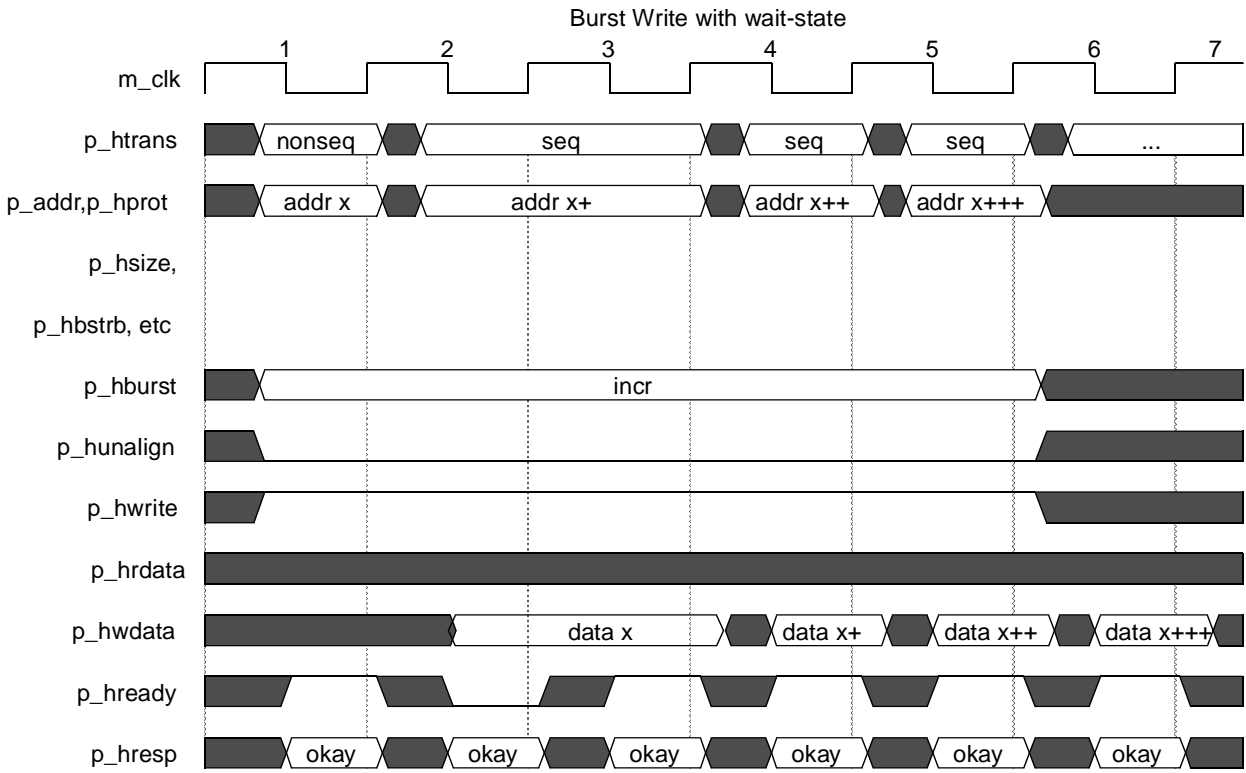 Burst Write with wait-state
1 2 3 4 5 6 7
m_clk
p_htrans nonseq seq seq seq ...
p_addr,p_hprot addr x addr x+ addr x++ addr x+++
p_hsize,
p_hbstrb, etc
p_hburst incr
p_hunalign
p_hwrite
p_hrdata
p_hwdata data x data x+ data x++ data x+++
p_hready
p_hresp okay okay okay okay okay okay